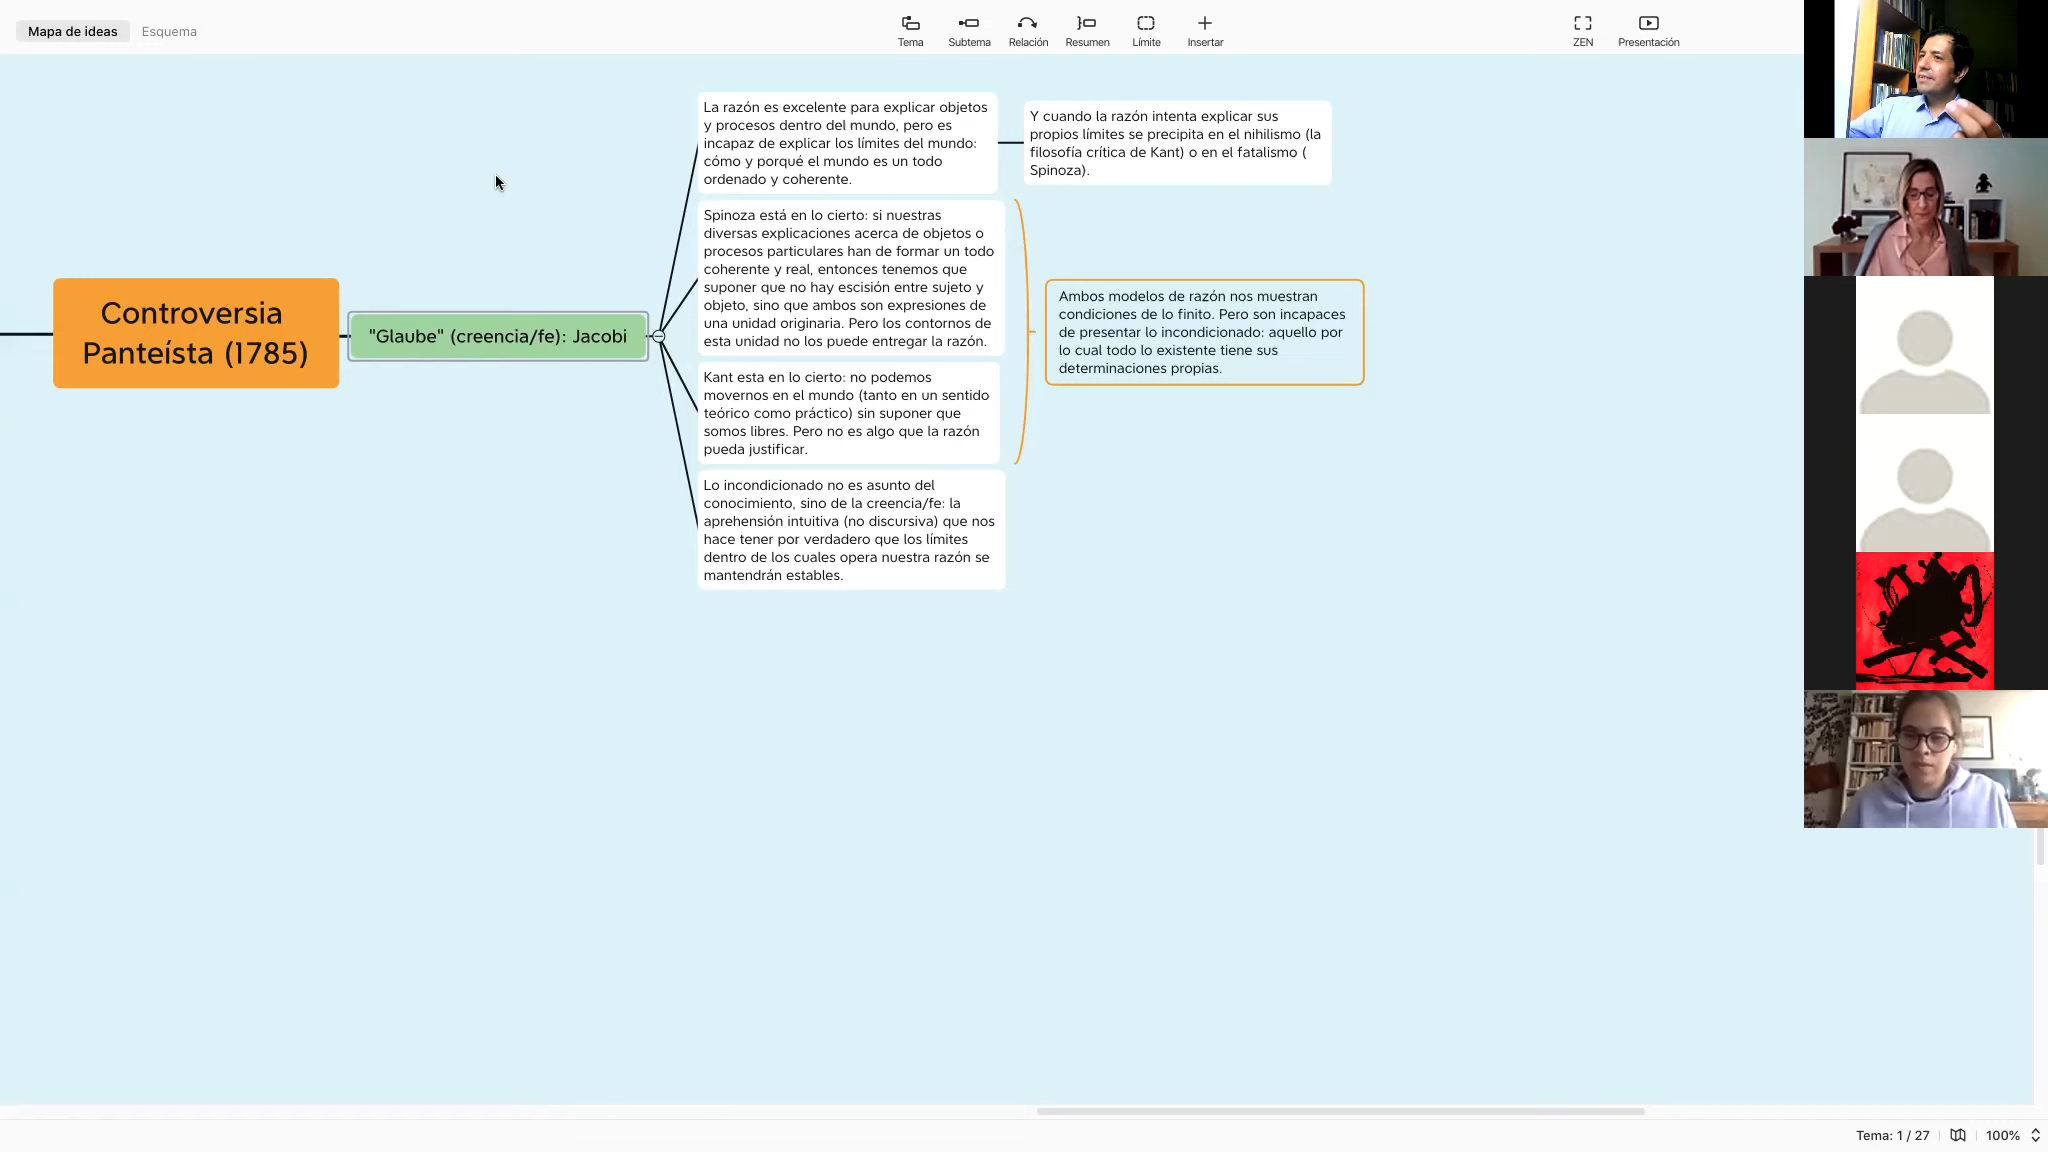 Mapa de ideas
Esquema
Tema
Subtema
Relación
Resumen
Límite
Insertar
ZEN
Presentación
Controversia
Panteísta (1785)
"Glaube" (creencia/fe): Jacobi
La razón es excelente para explicar objetos
y procesos dentro del mundo, pero es
incapaz de explicar los límites del mundo:
cómo y porqué el mundo es un todo
ordenado y coherente.
Y cuando la razón intenta explicar sus
propios límites se precipita en el nihilismo (la
filosofía crítica de Kant) o en el fatalismo (
Spinoza).
Spinoza está en lo cierto: si nuestras
diversas explicaciones acerca de objetos o
procesos particulares han de formar un todo
coherente y real, entonces tenemos que
suponer que no hay escisión entre sujeto y
objeto, sino que ambos son expresiones de
una unidad originaria. Pero los contornos de
esta unidad no los puede entregar la razón.
Kant esta en lo cierto: no podemos
movernos en el mundo (tanto en un sentido
teórico como práctico) sin suponer que
somos libres. Pero no es algo que la razón
pueda justificar.
Ambos modelos de razón nos muestran
condiciones de lo finito. Pero son incapaces
de presentar lo incondicionado: aquello por
lo cual todo lo existente tiene sus
determinaciones propias.
Lo incondicionado no es asunto del
conocimiento, sino de la creencia/fe: la
aprehensión intuitiva (no discursiva) que nos
hace tener por verdadero que los límites
dentro de los cuales opera nuestra razón se
mantendrán estables.
Tema: 1 / 27
100%